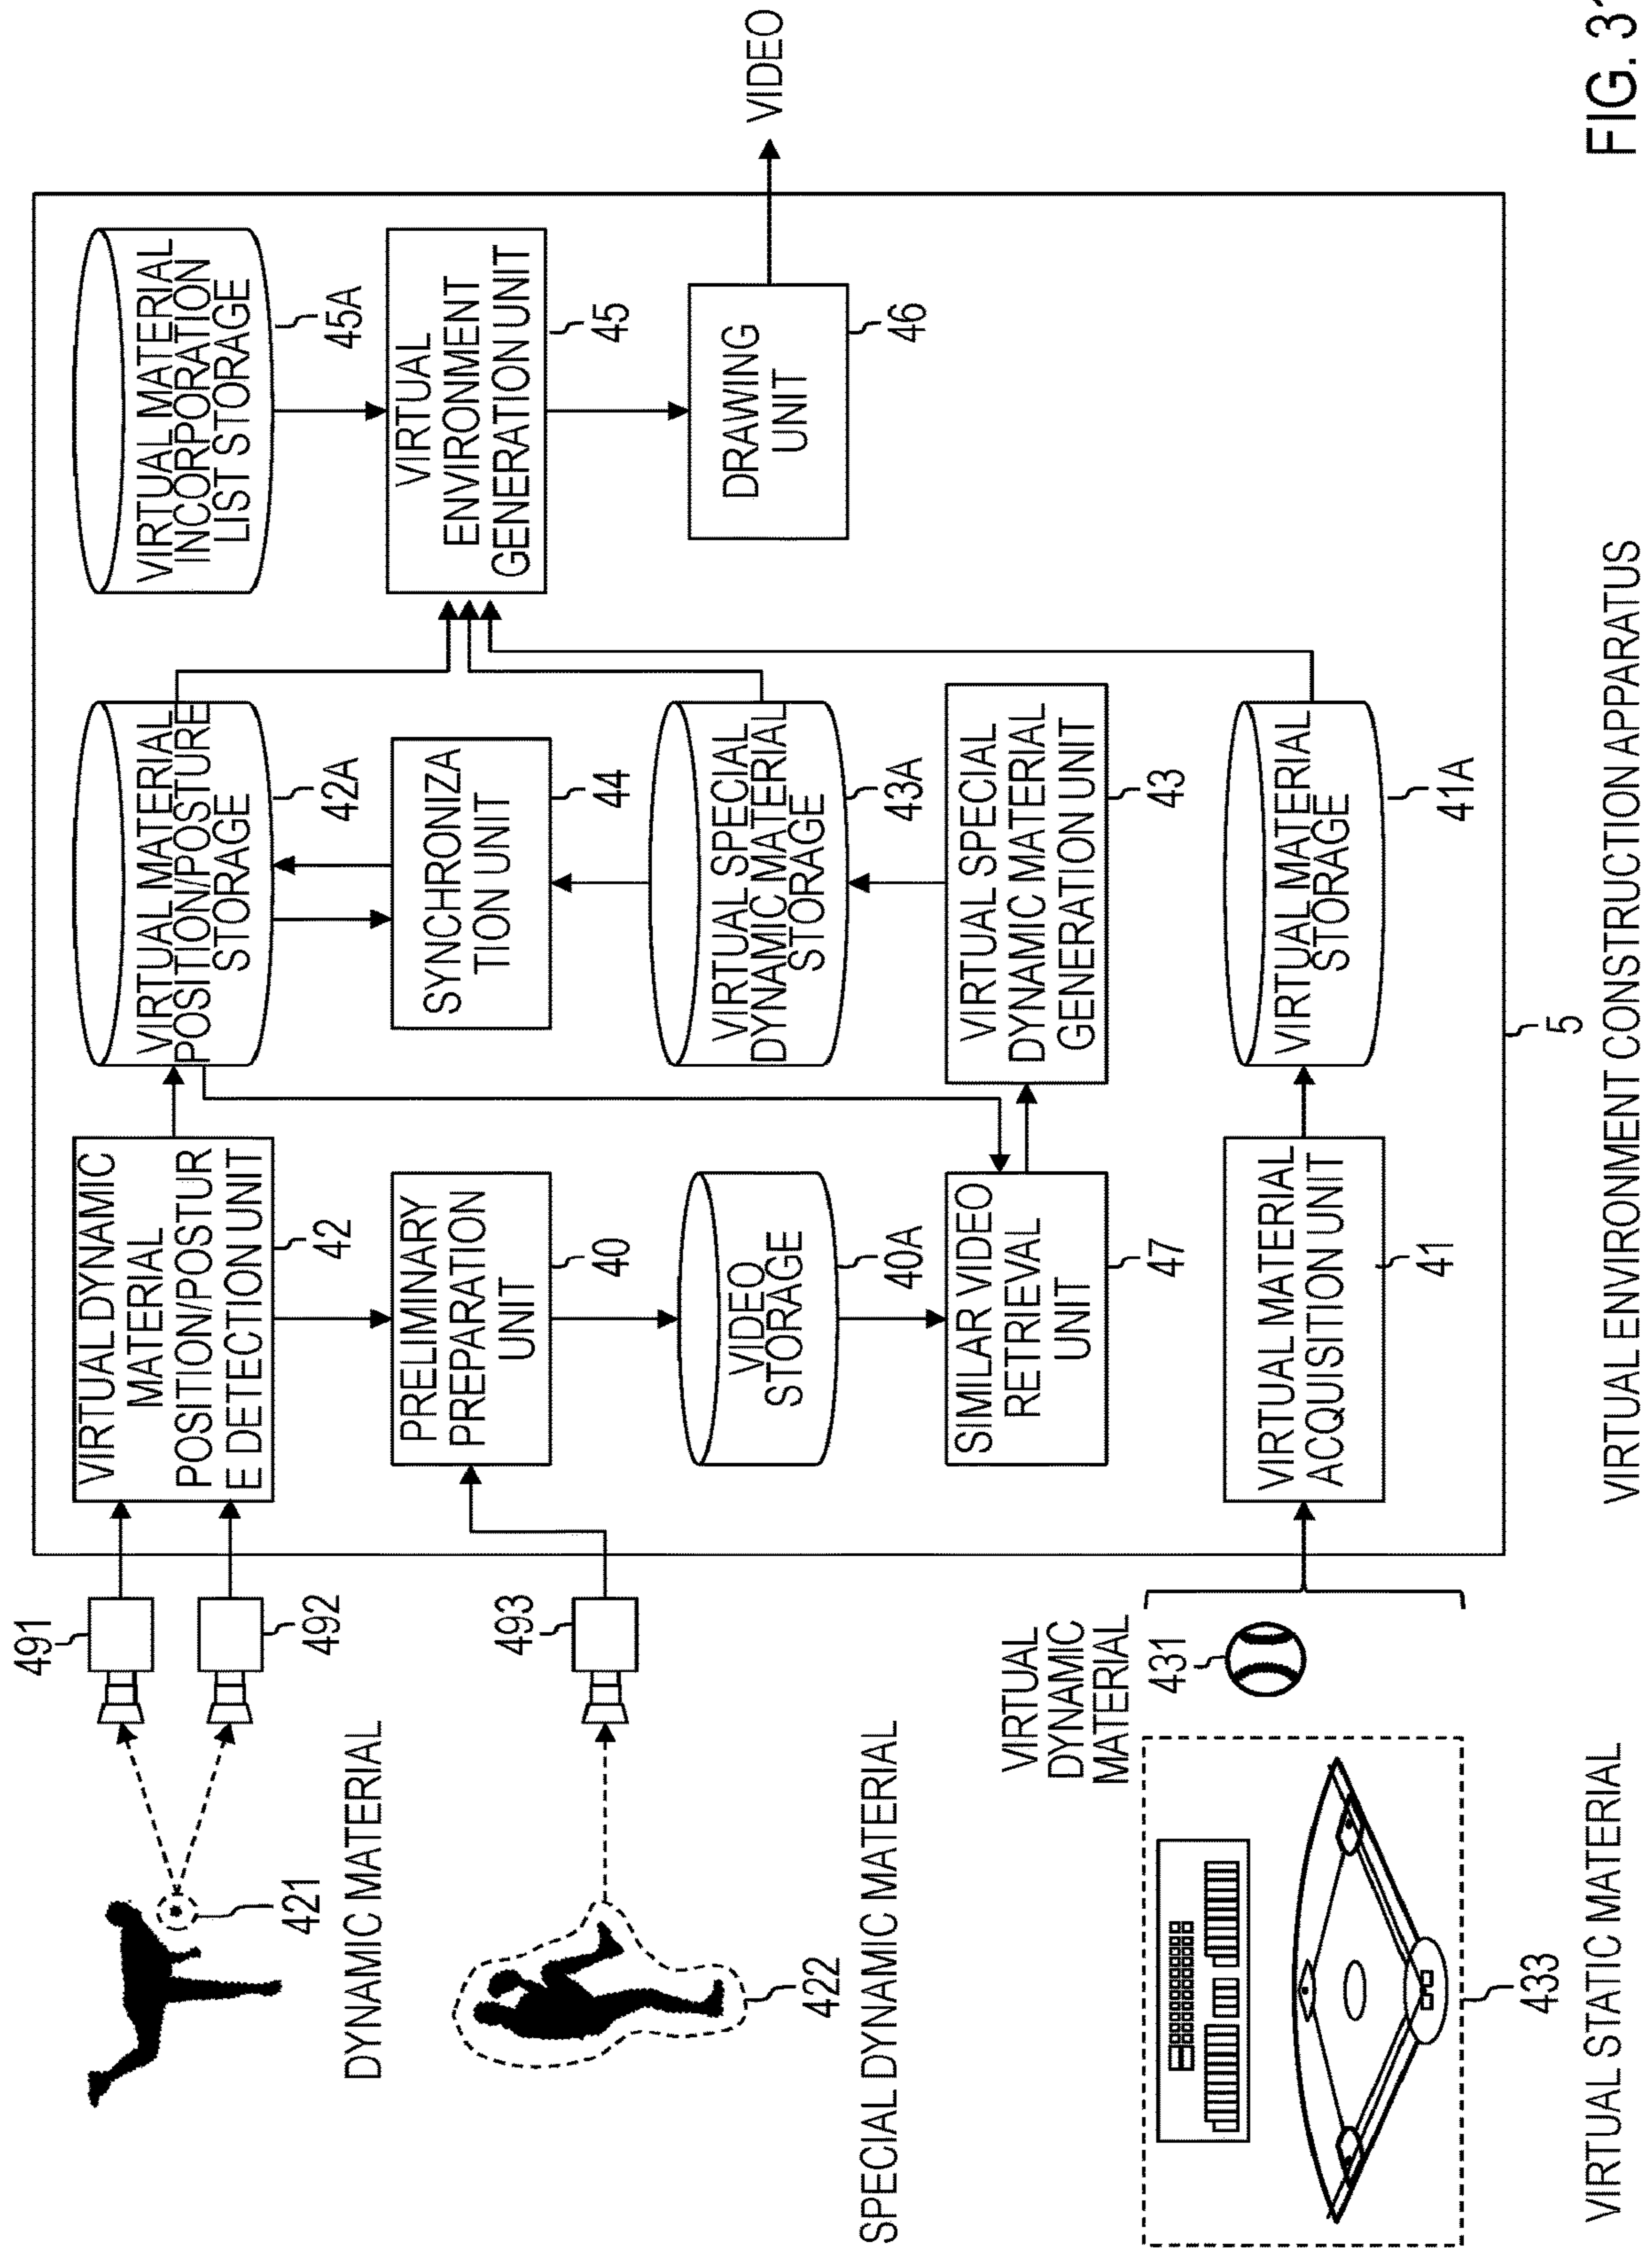 491
492
421
DYNAMIC MATERIAL
493
422
SPECIAL DYNAMIC MATERIAL
VIRTUAL
DYNAMIC
MATERIAL
431
433
VIRTUAL STATIC MATERIAL
VIRTUAL DYNAMIC
MATERIAL
POSITION/POSTUR
E DETECTION UNIT
42
PRELIMINARY
PREPARATION
UNIT
40
VIDEO
STORAGE
40A
SIMILAR VIDEO
RETRIEVAL
UNIT
47
VIRTUAL MATERIAL
ACQUISITION UNIT
41
VIRTUAL MATERIAL
POSITION/POSTURE
STORAGE
42A
SYNCHRONIZA
TION UNIT
44
VIRTUAL SPECIAL
DYNAMIC MATERIAL
STORAGE
43A
VIRTUAL SPECIAL
DYNAMIC MATERIAL
GENERATION UNIT
43
VIRTUAL MATERIAL
STORAGE
41A
VIRTUAL MATERIAL
INCORPORATION
LIST STORAGE
45A
VIRTUAL
ENVIRONMENT
GENERATION UNIT
45
DRAWING
UNIT
46
VIDEO
5
VIRTUAL ENVIRONMENT CONSTRUCTION APPARATUS
FIG. 31